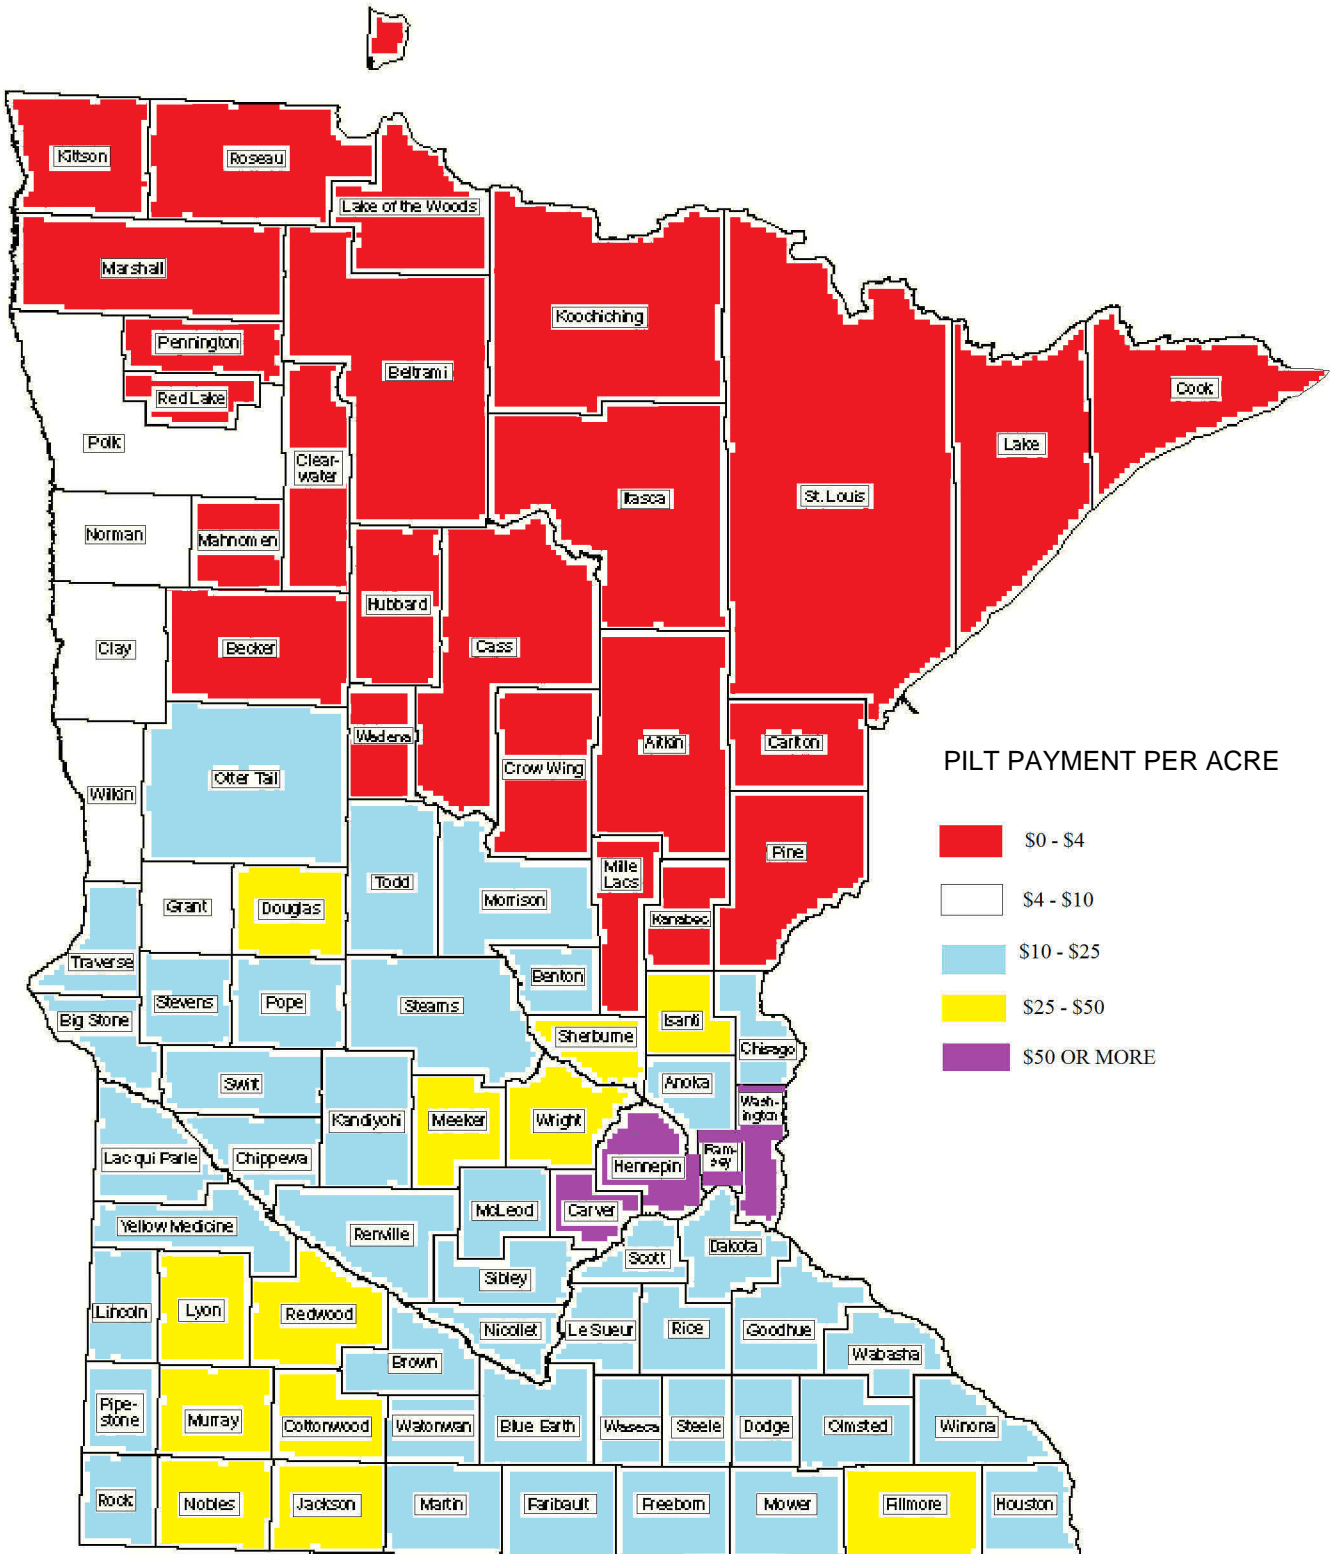 Kittson
Roseau
Lake of the Woods
Marshall
Koochiching
Pennington
Beltrami
Red Lake
Cook
Polk
Lake
Clear-
water
Itasca
St. Louis
Norman
Mahnomen
Hubbard
Clay
Becker
Cass
Wadena
Aitkin
Carlton
Otter Tail
Crow Wing
PILT PAYMENT PER ACRE
Wilkin
$0 - $4
Pine
Mille
Lacs
Todd
Morrison
$4 - $10
Grant
Douglas
Kanabec
$10 - $25
Traverse
Benton
Stevens
Pope
Stearns
$25 - $50
Big Stone
Isanti
Sherburne
Chisago
$50 OR MORE
Swift
Anoka
Wash-
ington
Kandiyohi
Meeker
Wright
Lac qui Parle
Chippewa
Ram-
sey
Hennepin
McLeod
Carver
Yellow Medicine
Renville
Dakota
Scott
Sibley
Lincoln
Lyon
Redwood
Nicollet
Le Sueur
Rice
Goodhue
Brown
Wabasha
Pipe-
stone
Murray
Cottonwood
Watonwan
Blue Earth
Waseca
Steele
Dodge
Olmsted
Winona
Rock
Nobles
Jackson
Martin
Faribault
Freeborn
Mower
Fillmore
Houston